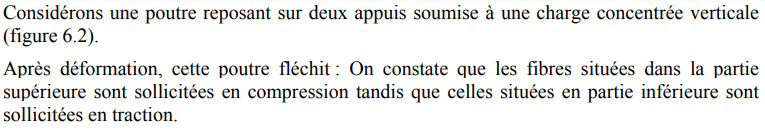 Considérons une poutre reposant sur deux appuis soumise à une charge concentrée verticale
(figure 6.2).
Après déformation, cette poutre fléchit : On constate que les fibres situées dans la partie
supérieure sont sollicitées en compression tandis que celles situées en partie inférieure sont
sollicitées en traction.